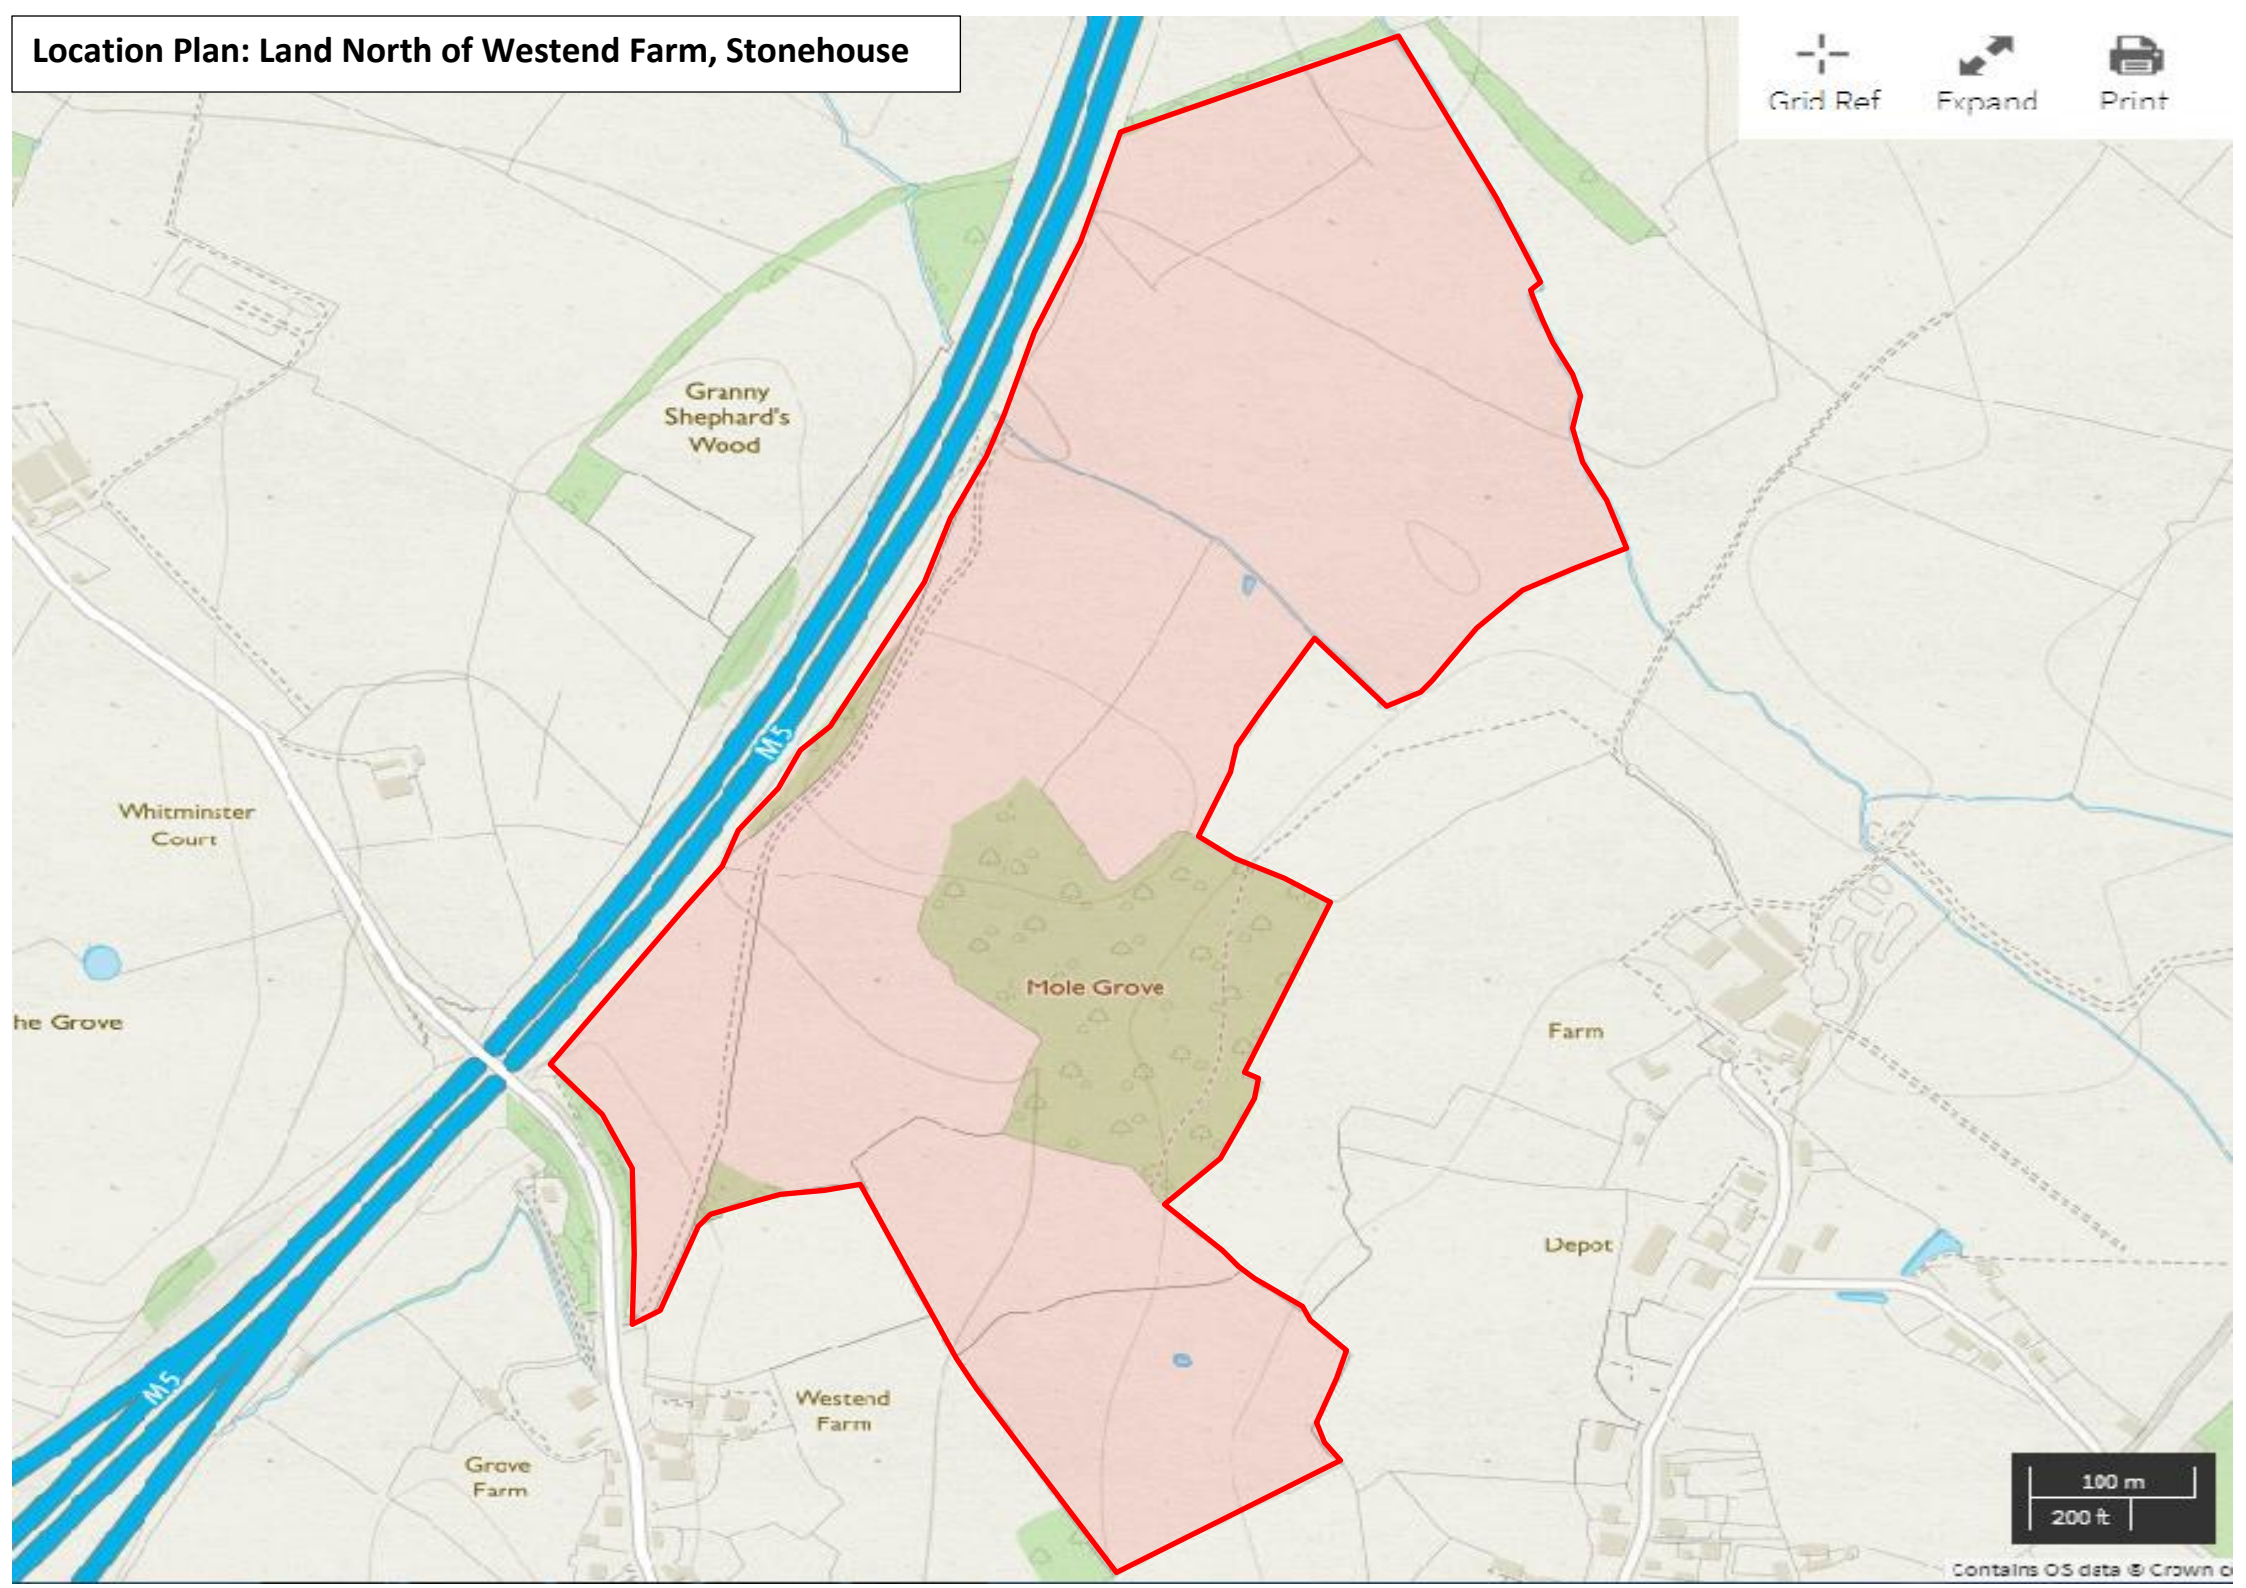 Location Plan: Land North of Westend Farm, Stonehouse
Grid Ref
Expand
Print
Granny
Shephard's
Wood
M5
Whitminster
Court
Mole Grove
he Grove
Farm
Depot
M5
Westend
Farm
Grove
Farm
100 m
200 ft
Contains OS data © Crown c